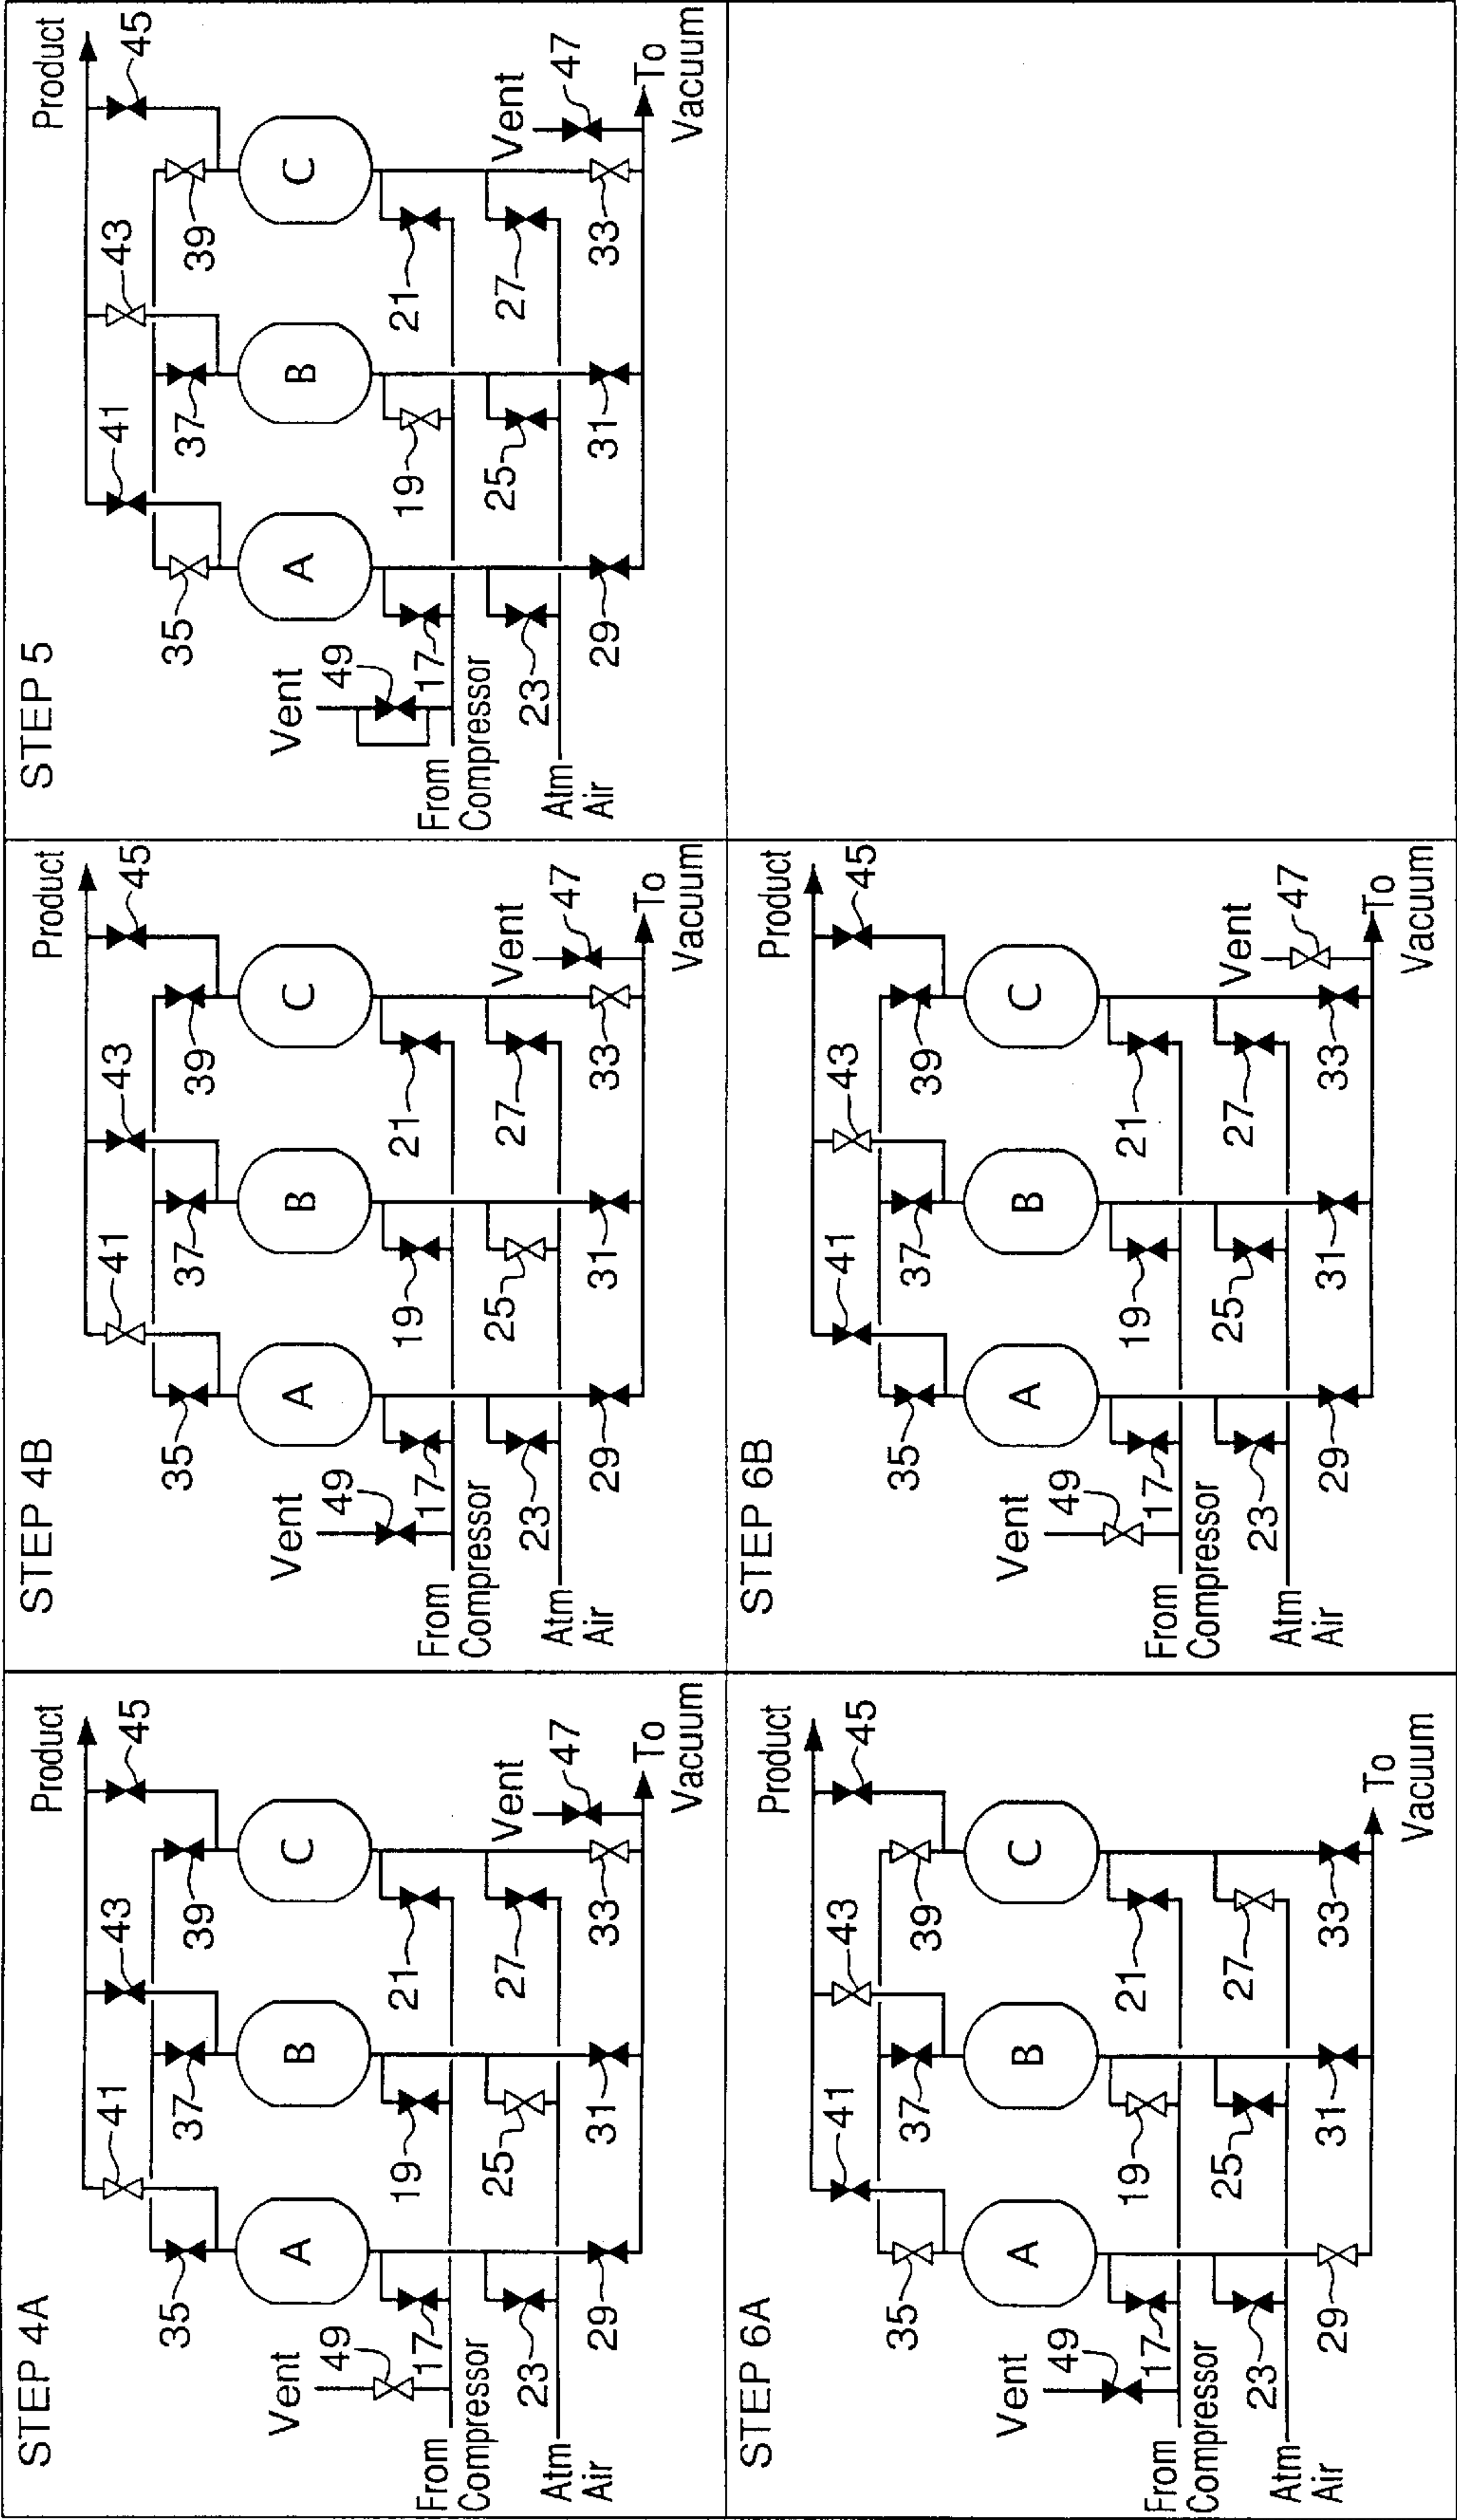 STEP 4A
Product
45
43
41
39
37
35
C
B
A
Vent
49
21
19
17
From
Compressor
27
25
23
Atm
Air
Vent
47
33
31
29
To
Vacuum
STEP 4B
Product
45
43
41
39
37
35
C
B
A
Vent
49
21
19
17
From
Compressor
27
25
23
Atm
Air
Vent
47
33
31
29
To
Vacuum
STEP 5
Product
45
43
41
39
37
35
C
B
A
Vent
49
21
19
17
From
Compressor
27
25
23
Atm
Air
Vent
47
33
31
29
To
Vacuum
STEP 6A
Product
45
43
41
39
37
35
C
B
A
Vent
49
21
19
17
From
Compressor
27
25
23
Atm
Air
33
31
29
To
Vacuum
STEP 6B
Product
45
43
41
39
37
35
C
B
A
Vent
49
21
19
17
From
Compressor
27
25
23
Atm
Air
Vent
47
33
31
29
To
Vacuum